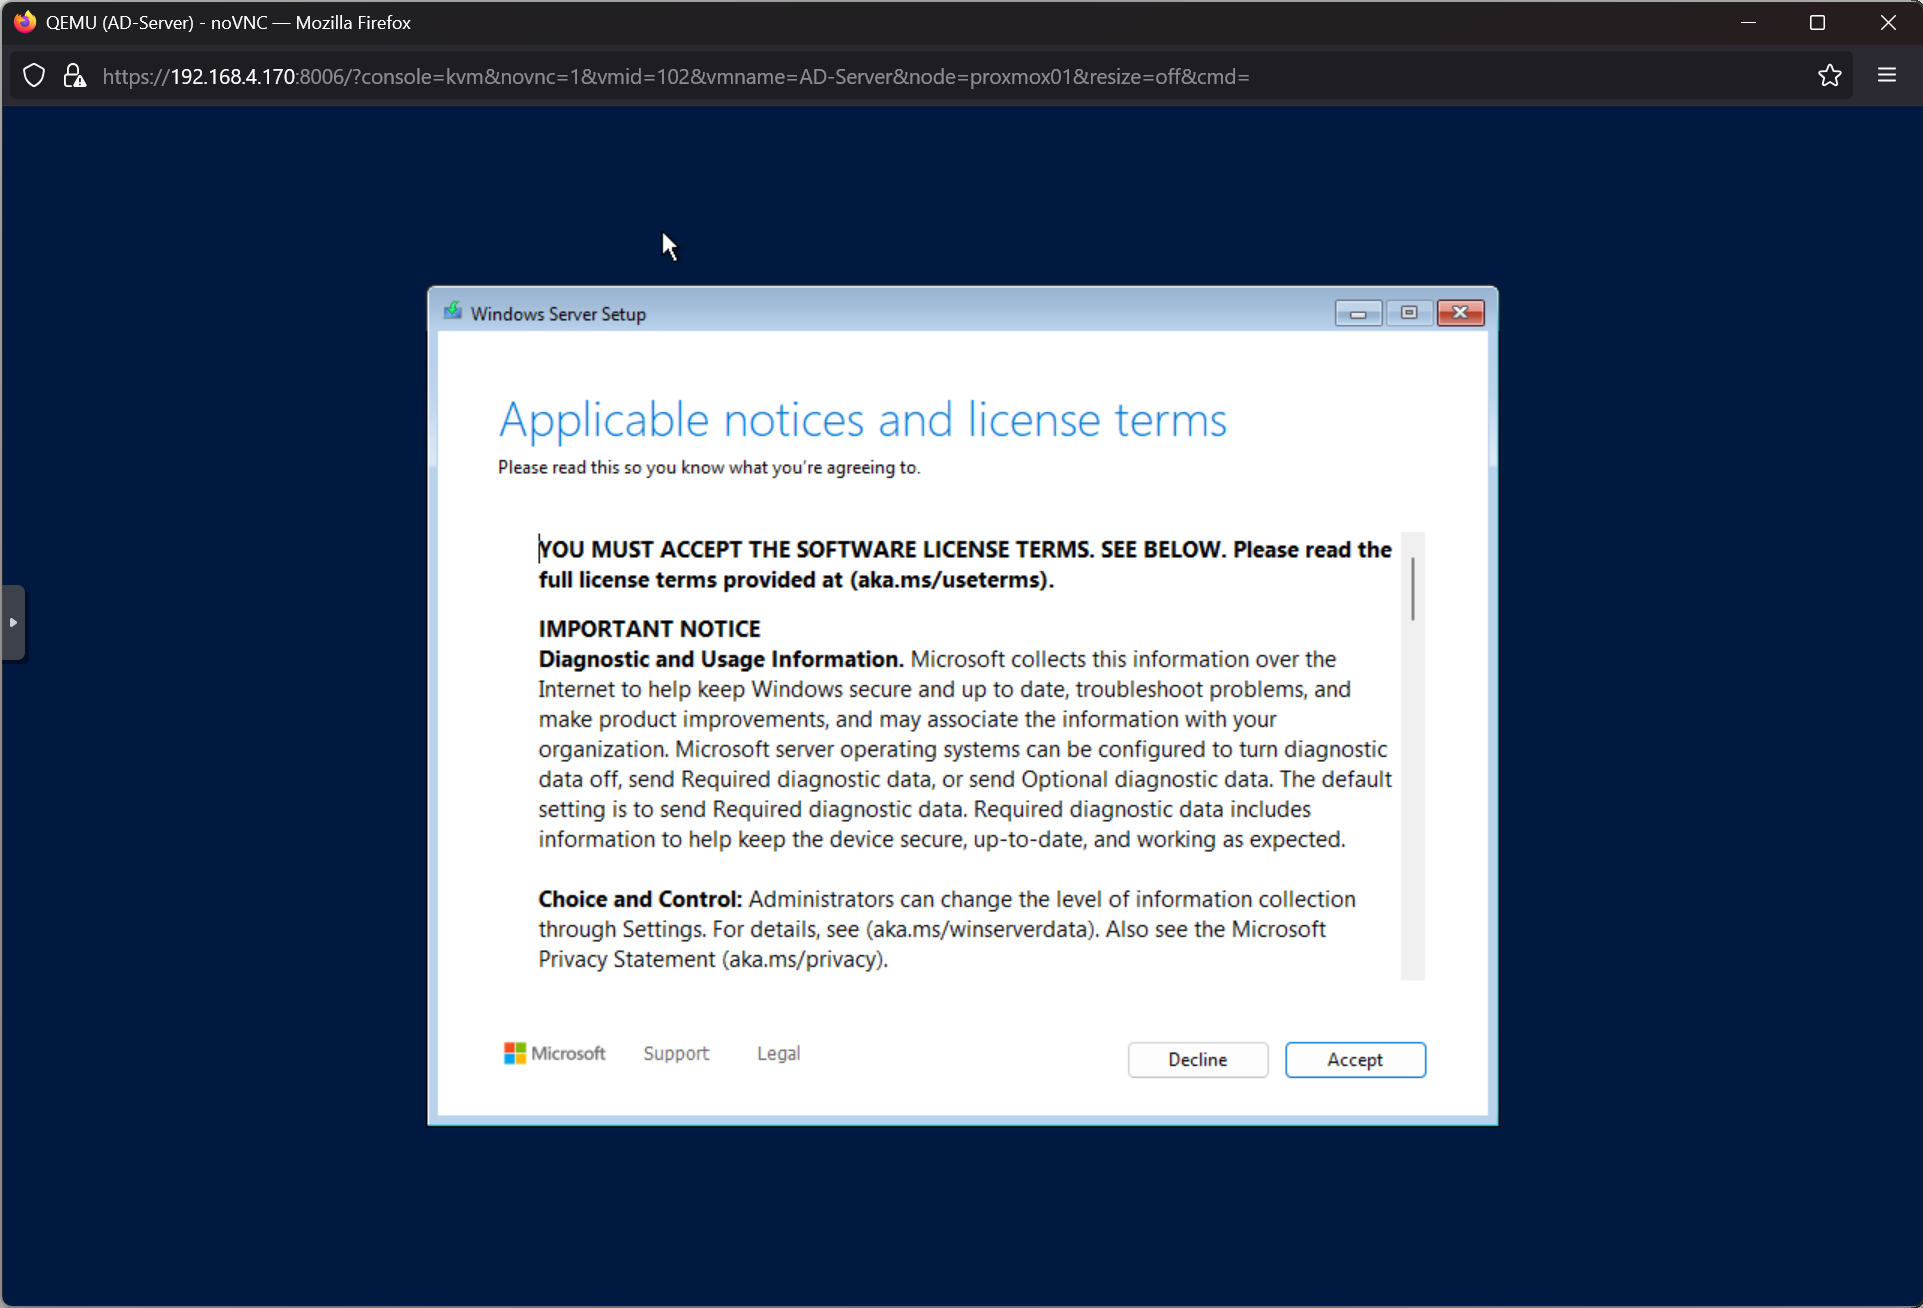 QEMU (AD-Server) - noVNC — Mozilla Firefox
https://192.168.4.170:8006/?console=kvm&novnc=1&vmid=102&vmname=AD-Server&node=proxmox01&resize=off&cmd=
Windows Server Setup
Applicable notices and license terms
Please read this so you know what you're agreeing to.
YOU MUST ACCEPT THE SOFTWARE LICENSE TERMS. SEE BELOW. Please read the
full license terms provided at (aka.ms/useterms).
IMPORTANT NOTICE
Diagnostic and Usage Information. Microsoft collects this information over the
Internet to help keep Windows secure and up to date, troubleshoot problems, and
make product improvements, and may associate the information with your
organization. Microsoft server operating systems can be configured to turn diagnostic
data off, send Required diagnostic data, or send Optional diagnostic data. The default
setting is to send Required diagnostic data. Required diagnostic data includes
information to help keep the device secure, up-to-date, and working as expected.
Choice and Control: Administrators can change the level of information collection
through Settings. For details, see (aka.ms/winserverdata). Also see the Microsoft
Privacy Statement (aka.ms/privacy).
Microsoft Support Legal Decline Accept